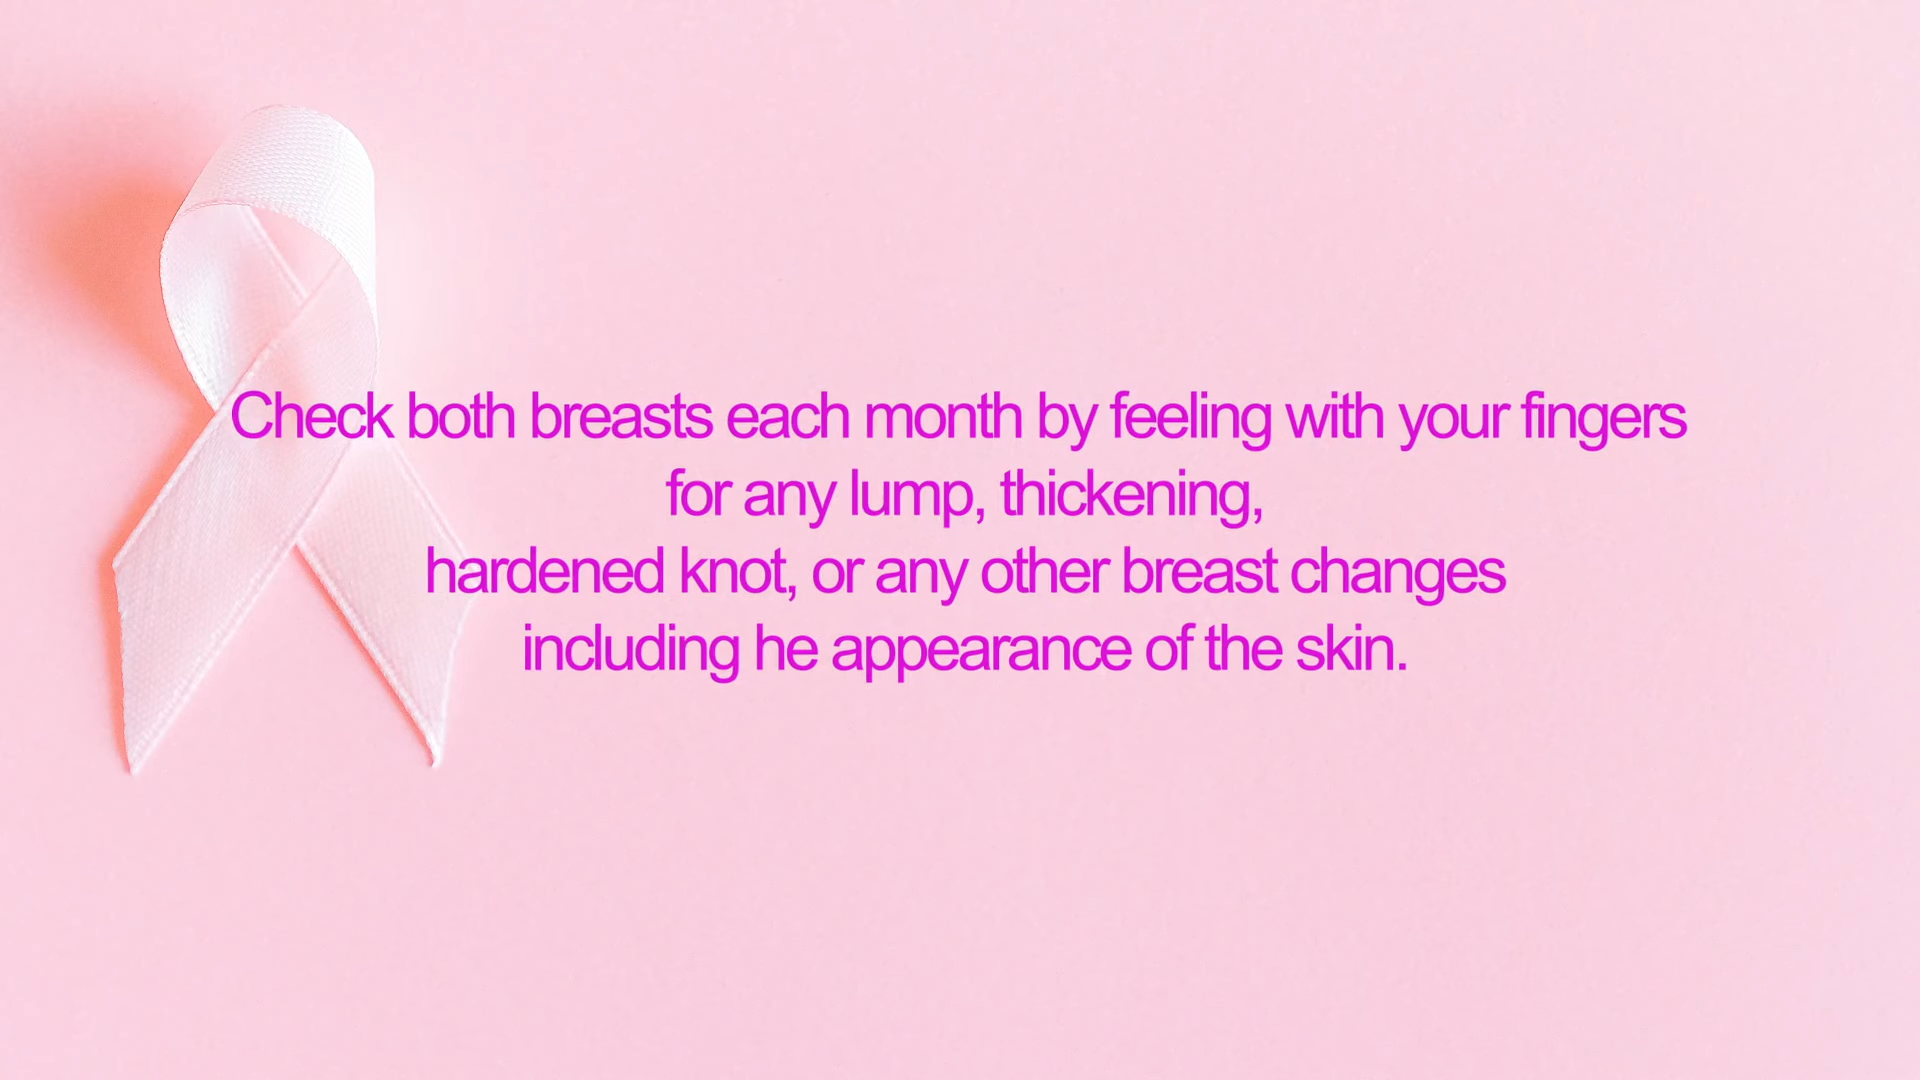 Check both breasts each month by feeling with your fingers
for any lump, thickening,
hardened knot, or any other breast changes
including he appearance of the skin.